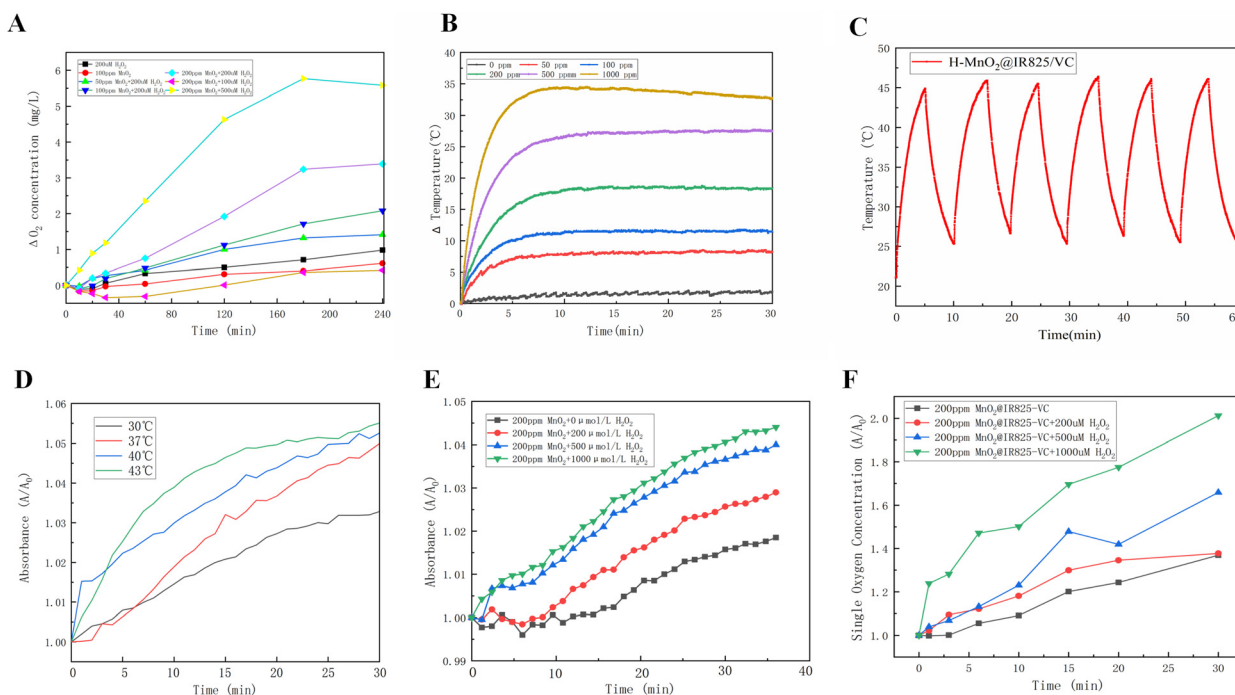 A
Δ O₂ concentration (mg/L)
200uM H₂O₂
100ppm MnO₂
50ppm MnO₂+200uM H₂O₂
100ppm MnO₂+200uM H₂O₂
200ppm MnO₂+200uM H₂O₂
200ppm MnO₂+100uM H₂O₂
200ppm MnO₂+500uM H₂O₂
6
5
4
3
2
1
0
0 40 80 120 160 200 240
Time (min)
B
Δ Temperature(℃)
0 ppm 50 ppm 100 ppm
200 ppm 500 ppmm 1000 ppm
40
35
30
25
20
15
10
5
0
0 5 10 15 20 25 30
Time(min)
C
Temperature (℃)
H-MnO₂@IR825/VC
50
45
40
35
30
25
20
0 10 20 30 40 50 60
Time(min)
D
Absorbance (A/A₀)
30℃
37℃
40℃
43℃
1.06
1.05
1.04
1.03
1.02
1.01
1.00
0 5 10 15 20 25 30
Time (min)
E
Absorbance (A/A₀)
200ppm MnO₂+0μmol/L H₂O₂
200ppm MnO₂+200μmol/L H₂O₂
200ppm MnO₂+500μmol/L H₂O₂
200ppm MnO₂+1000μmol/L H₂O₂
1.05
1.04
1.03
1.02
1.01
1.00
0.99
0 10 20 30 40
Time (min)
F
Single Oxygen Concentration (A/A₀)
200ppm MnO₂@IR825-VC
200ppm MnO₂@IR825-VC+200uM H₂O₂
200ppm MnO₂@IR825-VC+500uM H₂O₂
200ppm MnO₂@IR825-VC+1000uM H₂O₂
2.0
1.8
1.6
1.4
1.2
1.0
0 5 10 15 20 25 30
Time (min)